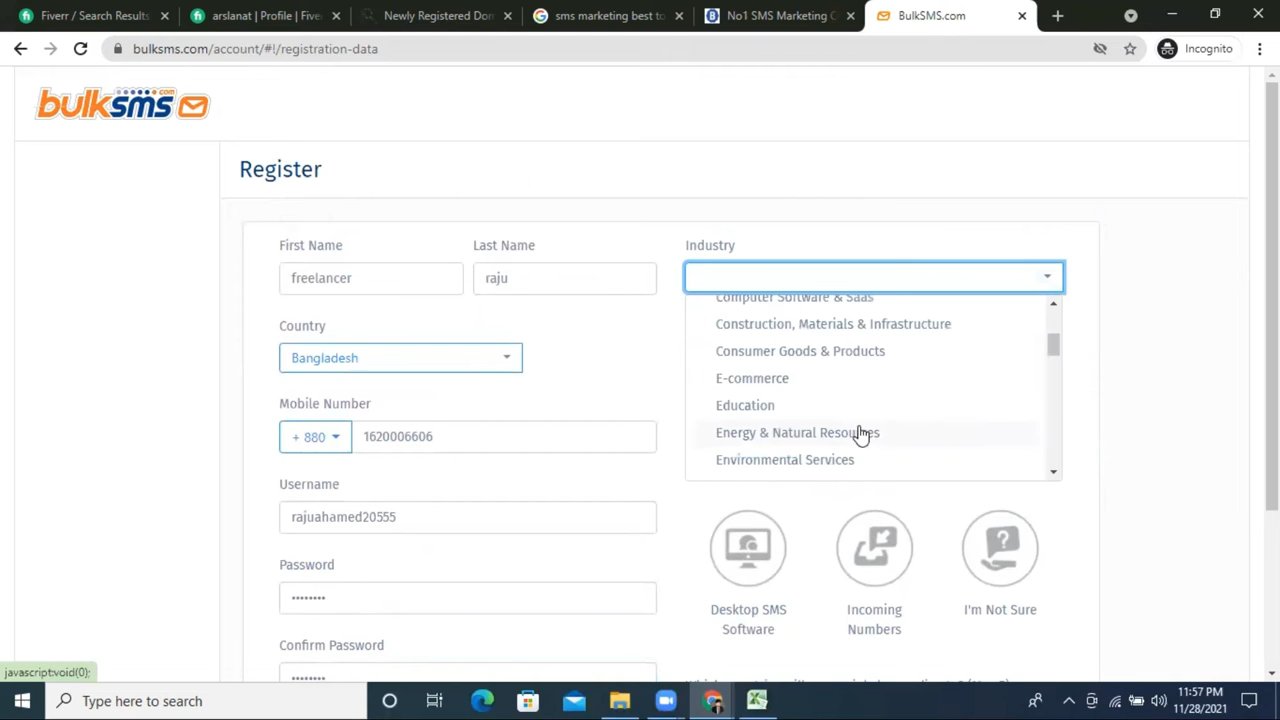 Fiverr / Search Results
arslanat | Profile | Fiver
Newly Registered Dom
sms marketing best to
No1 SMS Marketing C
BulkSMS.com
bulksms.com/account/#!/registration-data
Incognito
bulksms.com
Register
First Name
Last Name
Industry
freelancer
raju
Computer Software & Saas
Construction, Materials & Infrastructure
Country
Consumer Goods & Products
Bangladesh
E-commerce
Mobile Number
Education
+ 880
1620006606
Energy & Natural Resources
Environmental Services
Username
rajuahamed20555
Password
Desktop SMS Software
Incoming Numbers
I'm Not Sure
Confirm Password
javascript:void(0);
Type here to search
11:57 PM
11/28/2021